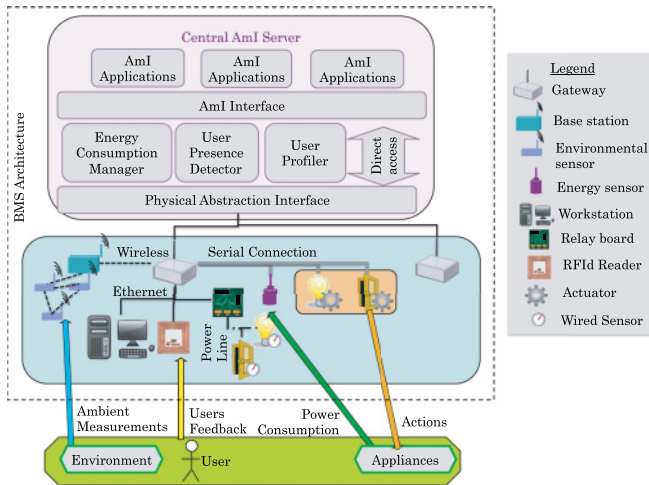 Central AmI Server
AmI
Applications
AmI
Applications
AmI
Applications
AmI Interface
Energy
Consumption
Manager
User
Presence
Detector
User
Profiler
Direct
access
Physical Abstraction Interface
BMS Architecture
Wireless
Serial Connection
Ethernet
Power
Line
Ambient
Measurements
Users
Feedback
Power
Consumption
Actions
Environment
User
Appliances
Legend
Gateway
Base station
Environmental
sensor
Energy sensor
Workstation
Relay board
RFId Reader
Actuator
Wired Sensor